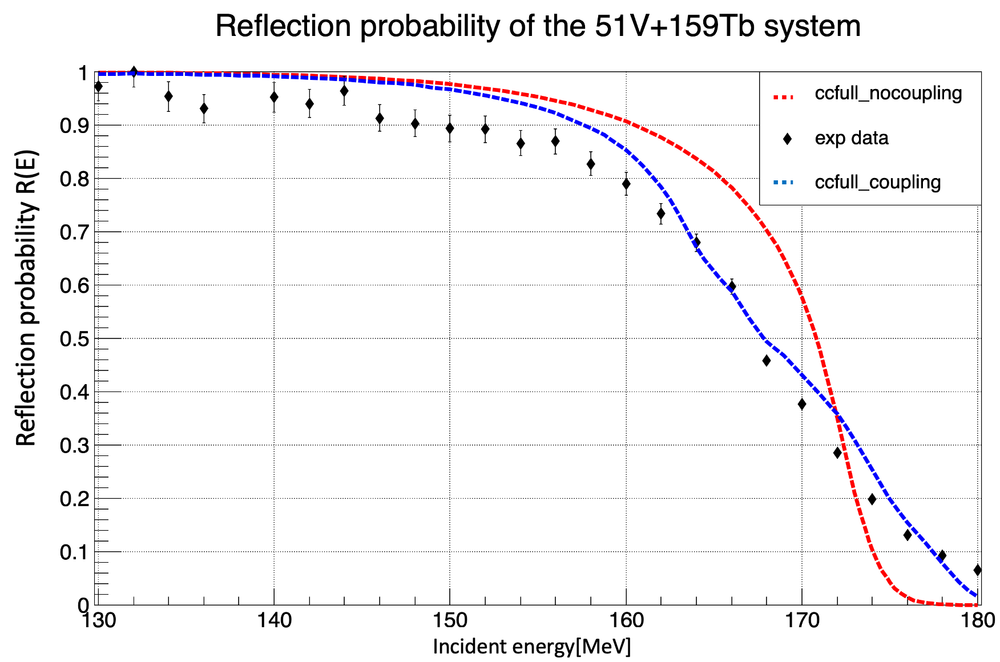 Reflection probability of the 51V+159Tb system
ccfull_nocoupling
exp data
ccfull_coupling
Reflection probability R(E)
1
0.9
0.8
0.7
0.6
0.5
0.4
0.3
0.2
0.1
0
130 140 150 160 170 180
Incident energy[MeV]